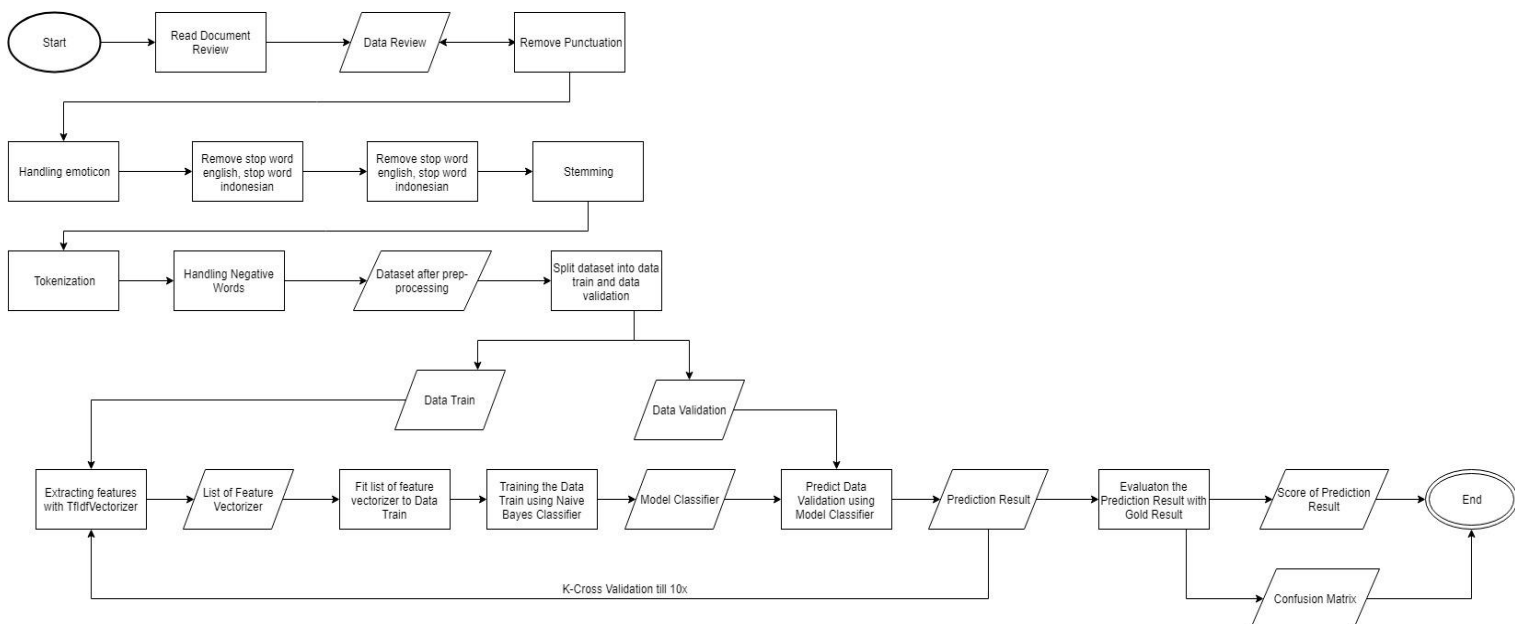 Start
Read Document
Review
Data Review
Remove Punctuation
Handling emoticon
Remove stop word
english, stop word
indonesian
Remove stop word
english, stop word
indonesian
Stemming
Tokenization
Handling Negative
Words
Dataset after prep-
processing
Split dataset into data
train and data
validation
Data Train
Data Validation
Extracting features
with TfIdfVectorizer
List of Feature
Vectorizer
Fit list of feature
vectorizer to Data
Train
Training the Data
Train using Naive
Bayes Classifier
Model Classifier
Predict Data
Validation using
Model Classifier
Prediction Result
Evaluaton the
Prediction Result with
Gold Result
Score of Prediction
Result
End
K-Cross Validation till 10x
Confusion Matrix